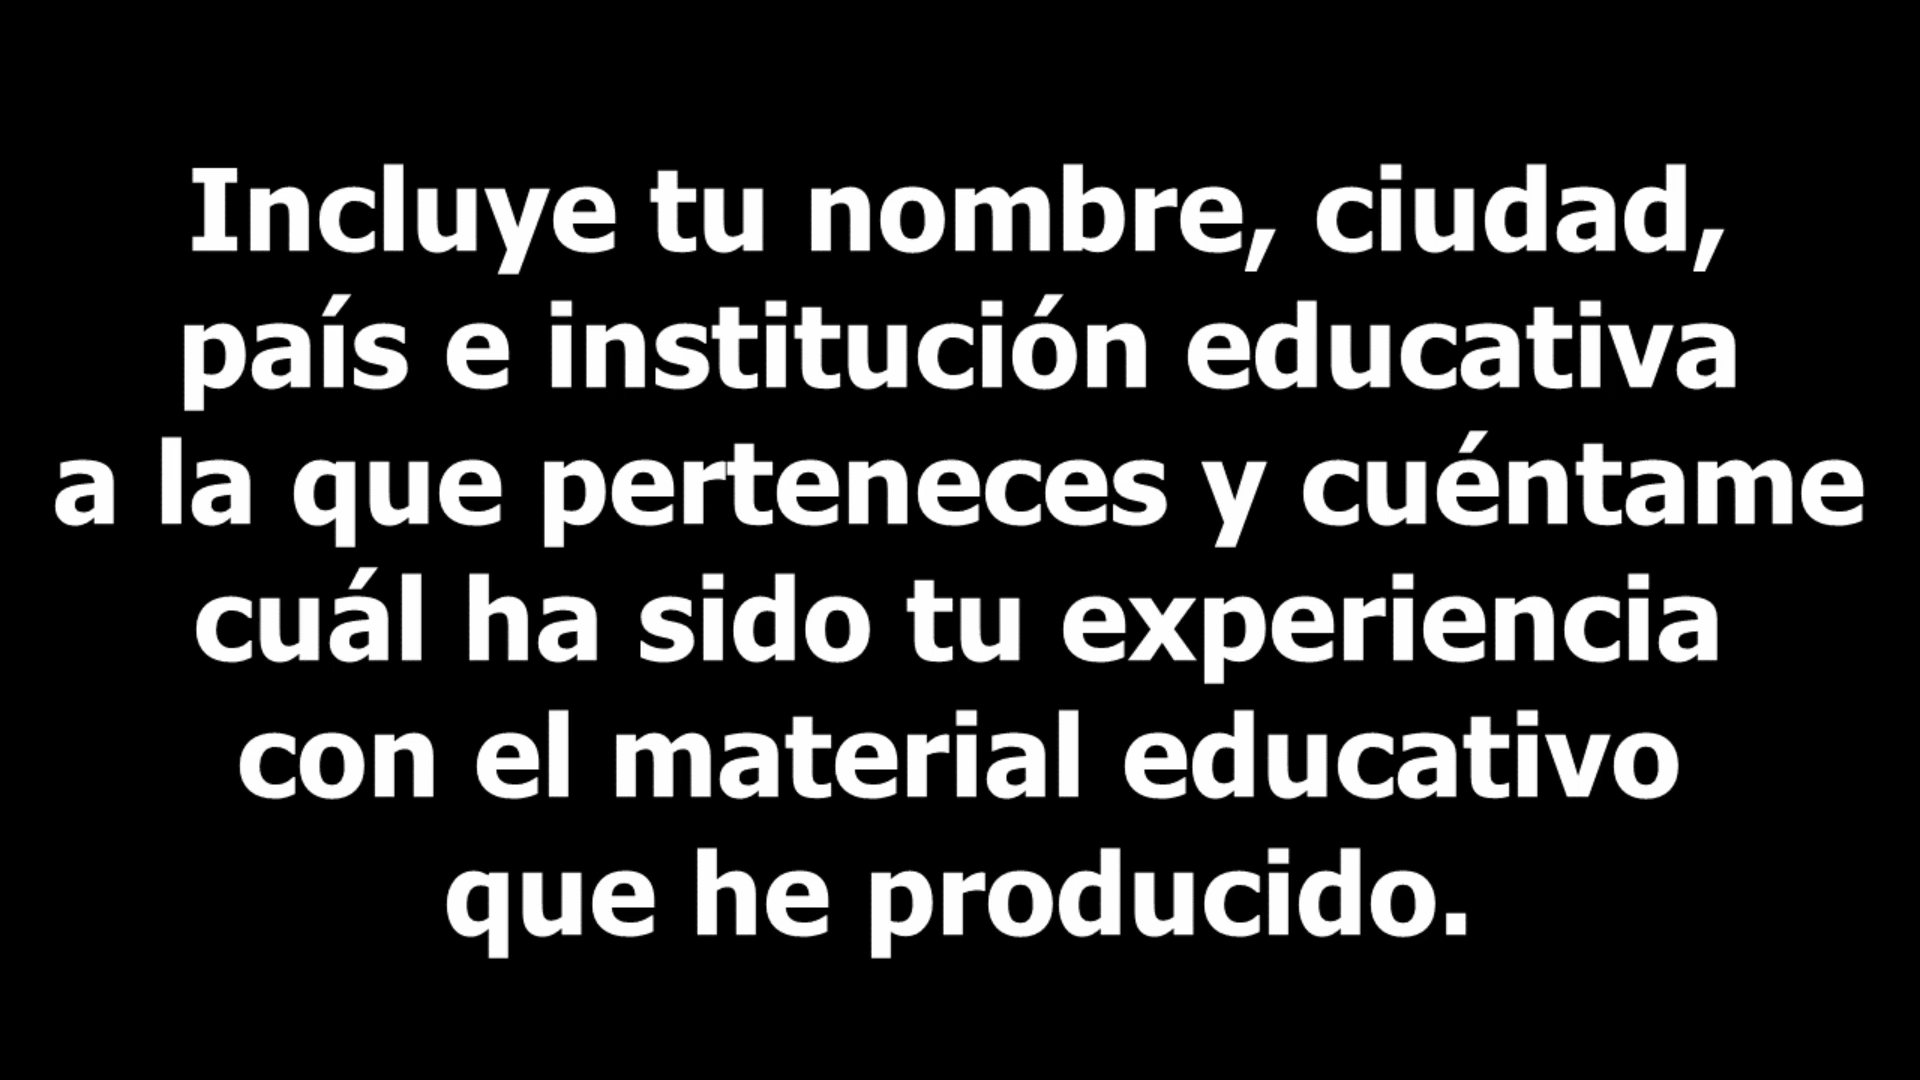 Incluye tu nombre, ciudad,
país e institución educativa
a la que perteneces y cuéntame
cuál ha sido tu experiencia
con el material educativo
que he producido.